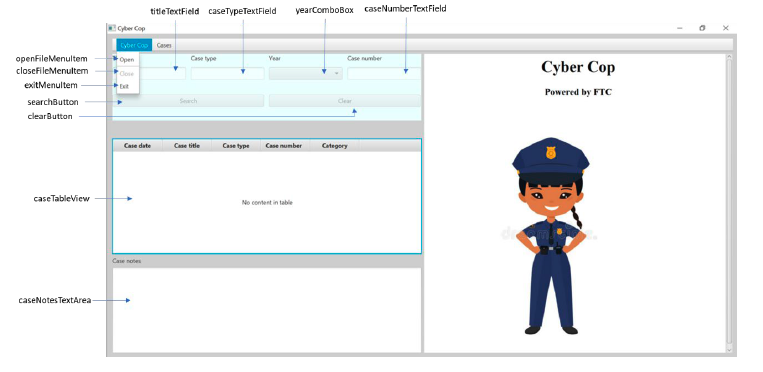 titleTextField caseTypeTextField yearComboBox caseNumberTextField
Cyber Cop
Cyber Cop Cases
openFileMenuItem Open Case type Year Case number
closeFileMenuItem Close
exitMenuItem Exit
searchButton Search Clear
clearButton
Cyber Cop
Powered by FTC
Case date Case title Case type Case number Category
caseTableView No content in table
Case notes
caseNotesTextArea